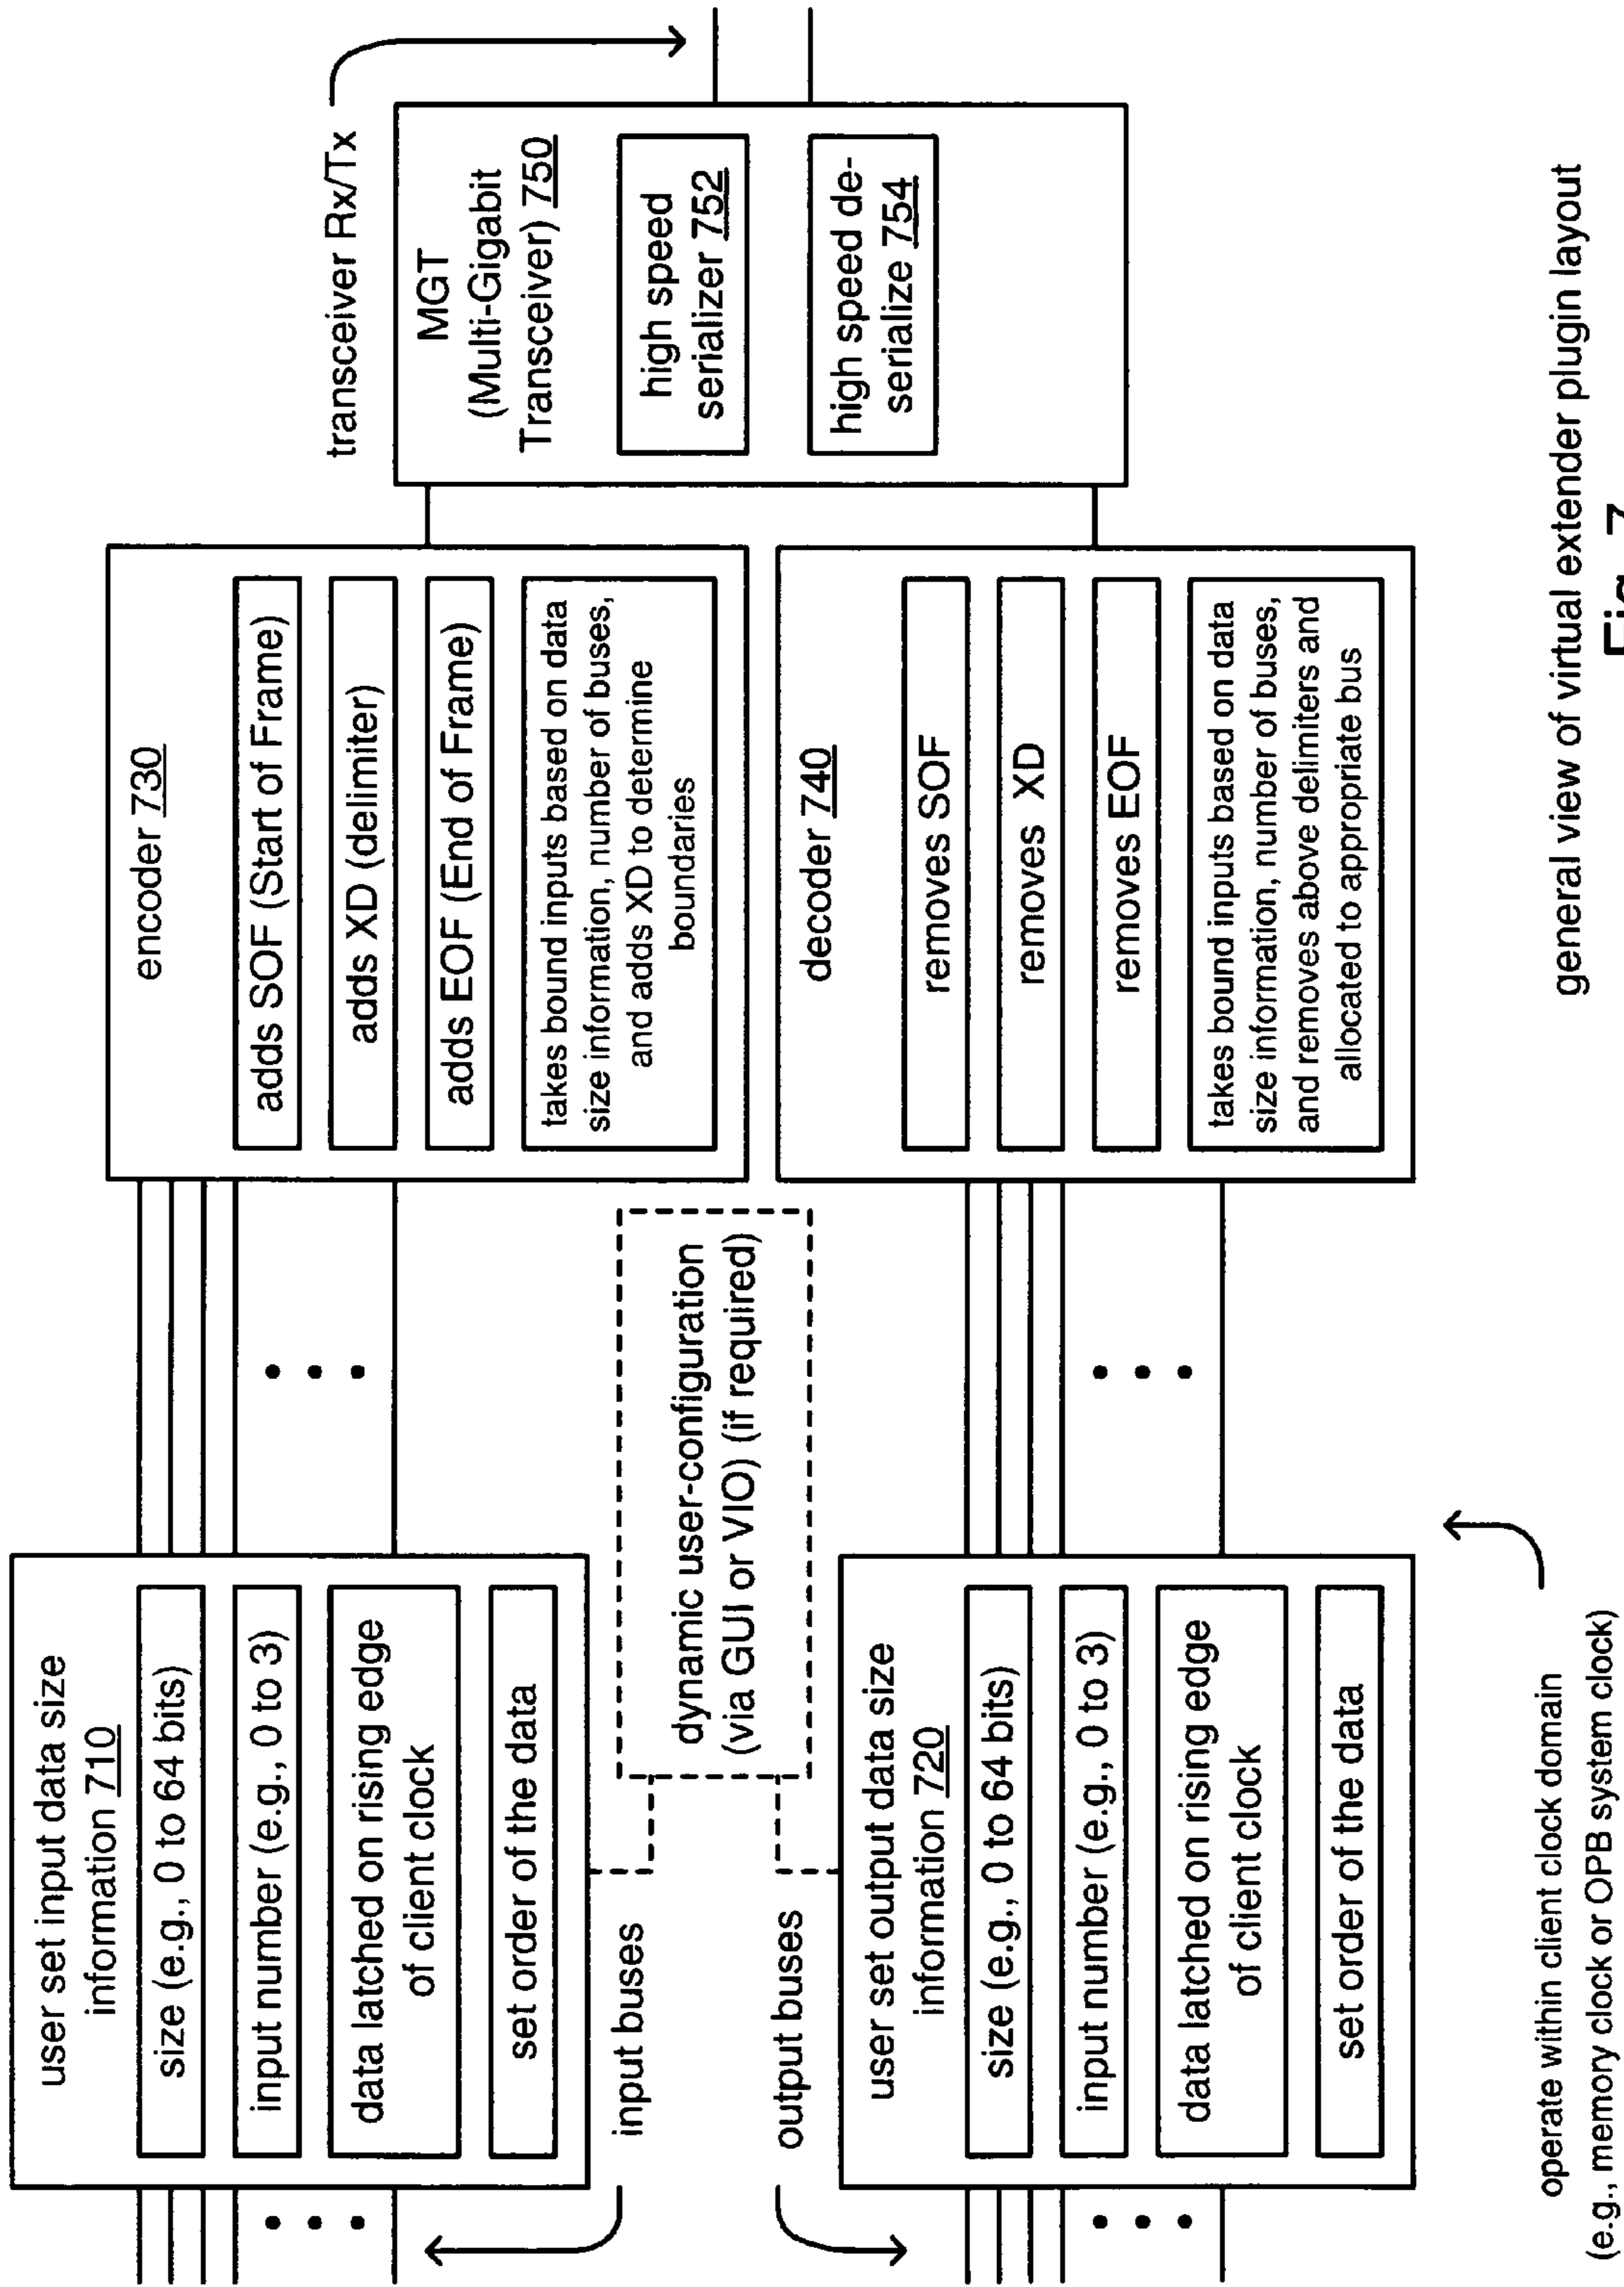 user set input data size
information 710
size (e.g., 0 to 64 bits)
input number (e.g., 0 to 3)
data latched on rising edge
of client clock
set order of the data
input buses
dynamic user-configuration
(via GUI or VIO) (if required)
output buses
user set output data size
information 720
size (e.g., 0 to 64 bits)
input number (e.g., 0 to 3)
data latched on rising edge
of client clock
set order of the data
operate within client clock domain
(e.g., memory clock or OPB system clock)
encoder 730
adds SOF (Start of Frame)
adds XD (delimiter)
adds EOF (End of Frame)
takes bound inputs based on data
size information, number of buses,
and adds XD to determine
boundaries
decoder 740
removes SOF
removes XD
removes EOF
takes bound inputs based on data
size information, number of buses,
and removes above delimiters and
allocated to appropriate bus
transceiver Rx/Tx
MGT
(Multi-Gigabit
Transceiver) 750
high speed
serializer 752
high speed de-
serialize 754
general view of virtual extender plugin layout
Fig. 7